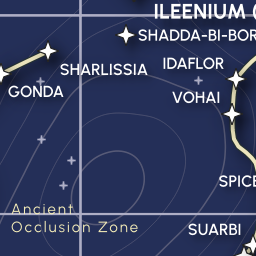 ILEENIUM (
SHADDA-BI-BOR
IDAFLOR
SHARLISSIA
GONDA
VOHAI
SPICE
Ancient
Occlusion Zone
SUARBI